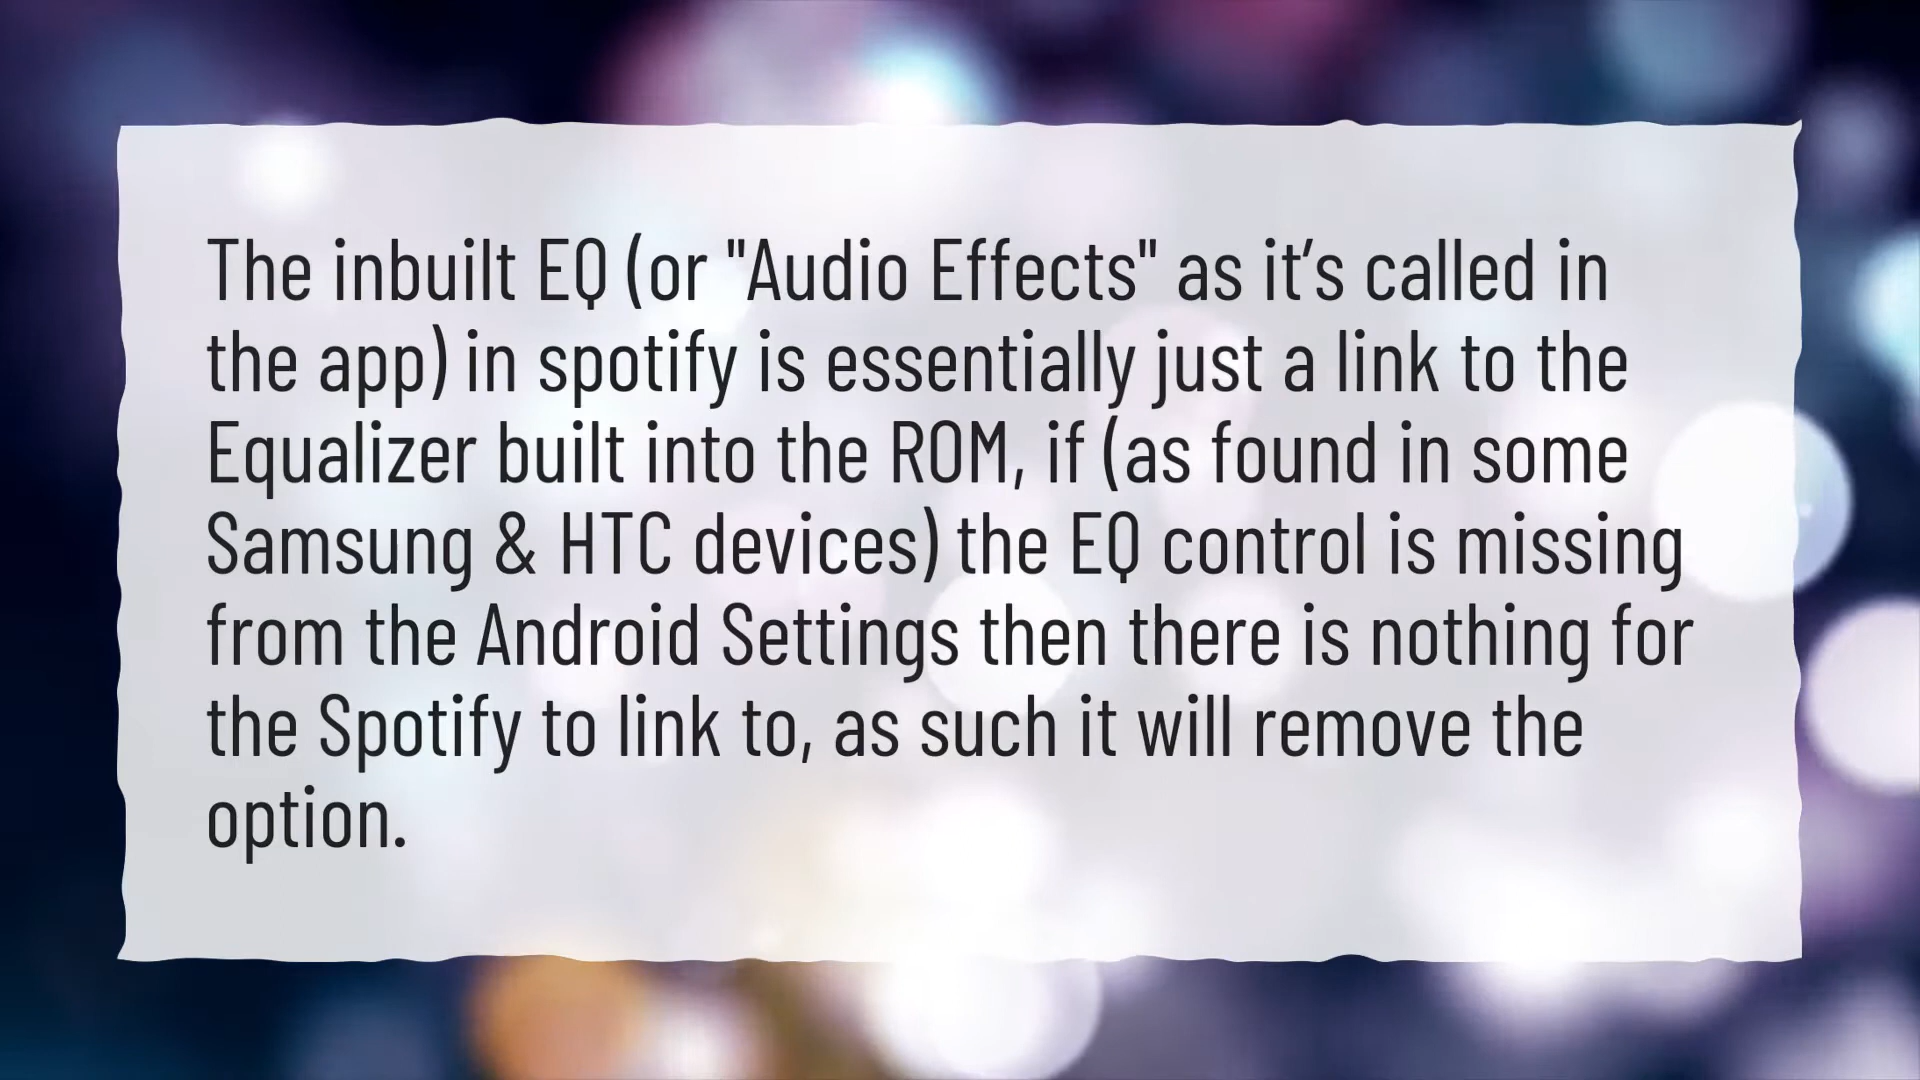 The inbuilt EQ (or "Audio Effects" as it’s called in
the app) in spotify is essentially just a link to the
Equalizer built into the ROM, if (as found in some
Samsung & HTC devices) the EQ control is missing
from the Android Settings then there is nothing for
the Spotify to link to, as such it will remove the
option.